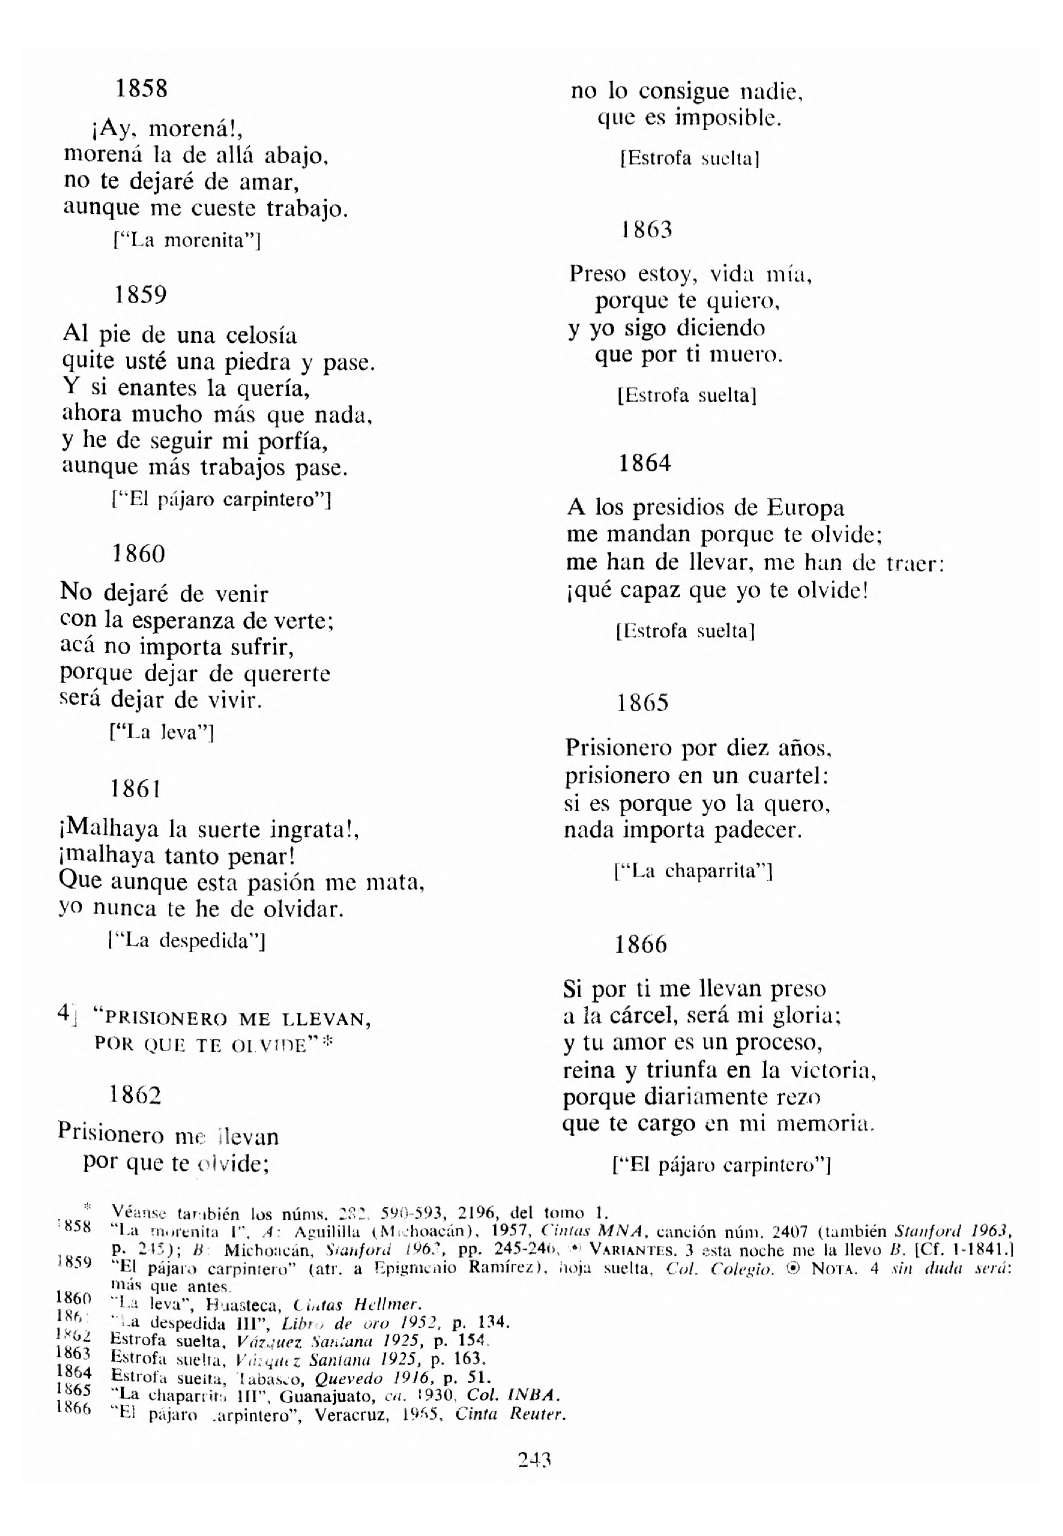 1858
¡Ay, morená!,
morená la de allá abajo,
no te dejaré de amar,
aunque me cueste trabajo.
[“La morenita”]
1859
Al pie de una celosía
quite usté una piedra y pase.
Y si enantes la quería,
ahora mucho más que nada,
y he de seguir mi porfía,
aunque más trabajos pase.
[“El pájaro carpintero”]
1860
No dejaré de venir
con la esperanza de verte;
acá no importa sufrir,
porque dejar de quererte
será dejar de vivir.
[“La leva”]
1861
¡Malhaya la suerte ingrata!,
¡malhaya tanto penar!
Que aunque esta pasión me mata,
yo nunca te he de olvidar.
[“La despedida”]
4] “PRISIONERO ME LLEVAN,
POR QUE TE OLVIDE”*
1862
Prisionero me llevan
por que te olvide;
no lo consigue nadie,
que es imposible.
[Estrofa suelta]
1863
Preso estoy, vida mía,
porque te quiero,
y yo sigo diciendo
que por ti muero.
[Estrofa suelta]
1864
A los presidios de Europa
me mandan porque te olvide;
me han de llevar, me han de traer:
¡qué capaz que yo te olvide!
[Estrofa suelta]
1865
Prisionero por diez años,
prisionero en un cuartel:
si es porque yo la quero,
nada importa padecer.
[“La chaparrita”]
1866
Si por ti me llevan preso
a la cárcel, será mi gloria;
y tu amor es un proceso,
reina y triunfa en la victoria,
porque diariamente rezo
que te cargo en mi memoria.
[“El pájaro carpintero”]
* Véanse también los núms. 282, 590-593, 2196, del tomo 1.
1858 “La morenita I”, A: Aguililla (Michoacán), 1957, Cintas MNA, canción núm. 2407 (también Stanford 1963,
p. 245); B: Michoacán, Stanford 1963, pp. 245-246. VARIANTES. 3 esta noche me la llevo B. [Cf. 1-1841.]
1859 “El pájaro carpintero” (atr. a Epigmenio Ramírez), hoja suelta, Col. Colegio. ⊙ NOTA. 4 sin duda será:
más que antes.
1860 “La leva”, Huasteca, Cintas Hellmer.
1861 “La despedida III”, Libro de oro 1952, p. 134.
1862 Estrofa suelta, Vázquez Santana 1925, p. 154.
1863 Estrofa suelta, Vázquez Santana 1925, p. 163.
1864 Estrofa suelta, Tabasco, Quevedo 1916, p. 51.
1865 “La chaparrita III”, Guanajuato, ca. 1930, Col. INBA.
1866 “El pájaro carpintero”, Veracruz, 1965, Cinta Reuter.
243